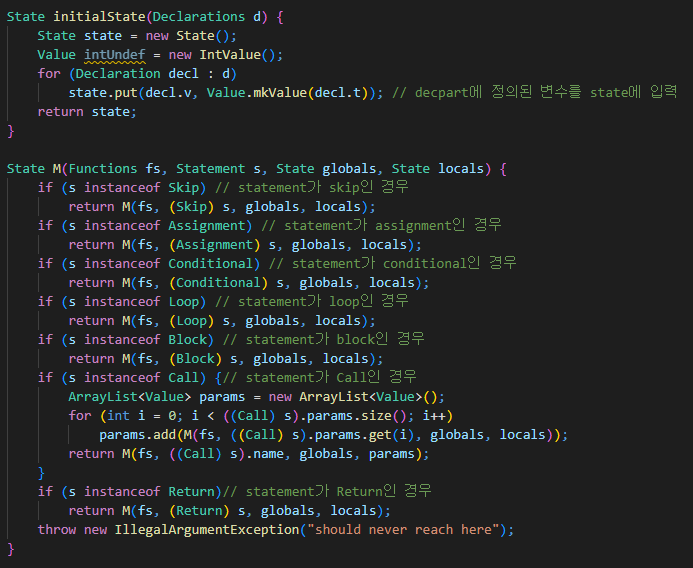 State initialState(Declarations d) {
    State state = new State();
    Value intUndef = new IntValue();
    for (Declaration decl : d)
        state.put(decl.v, Value.mkValue(decl.t)); // decpart에 정의된 변수를 state에 입력
    return state;
}

State M(Functions fs, Statement s, State globals, State locals) {
    if (s instanceof Skip) // statement가 skip인 경우
        return M(fs, (Skip) s, globals, locals);
    if (s instanceof Assignment) // statement가 assignment인 경우
        return M(fs, (Assignment) s, globals, locals);
    if (s instanceof Conditional) // statement가 conditional인 경우
        return M(fs, (Conditional) s, globals, locals);
    if (s instanceof Loop) // statement가 loop인 경우
        return M(fs, (Loop) s, globals, locals);
    if (s instanceof Block) // statement가 block인 경우
        return M(fs, (Block) s, globals, locals);
    if (s instanceof Call) {// statement가 Call인 경우
        ArrayList<Value> params = new ArrayList<Value>();
        for (int i = 0; i < ((Call) s).params.size(); i++)
            params.add(M(fs, ((Call) s).params.get(i), globals, locals));
        return M(fs, ((Call) s).name, globals, params);
    }
    if (s instanceof Return)// statement가 Return인 경우
        return M(fs, (Return) s, globals, locals);
    throw new IllegalArgumentException("should never reach here");
}